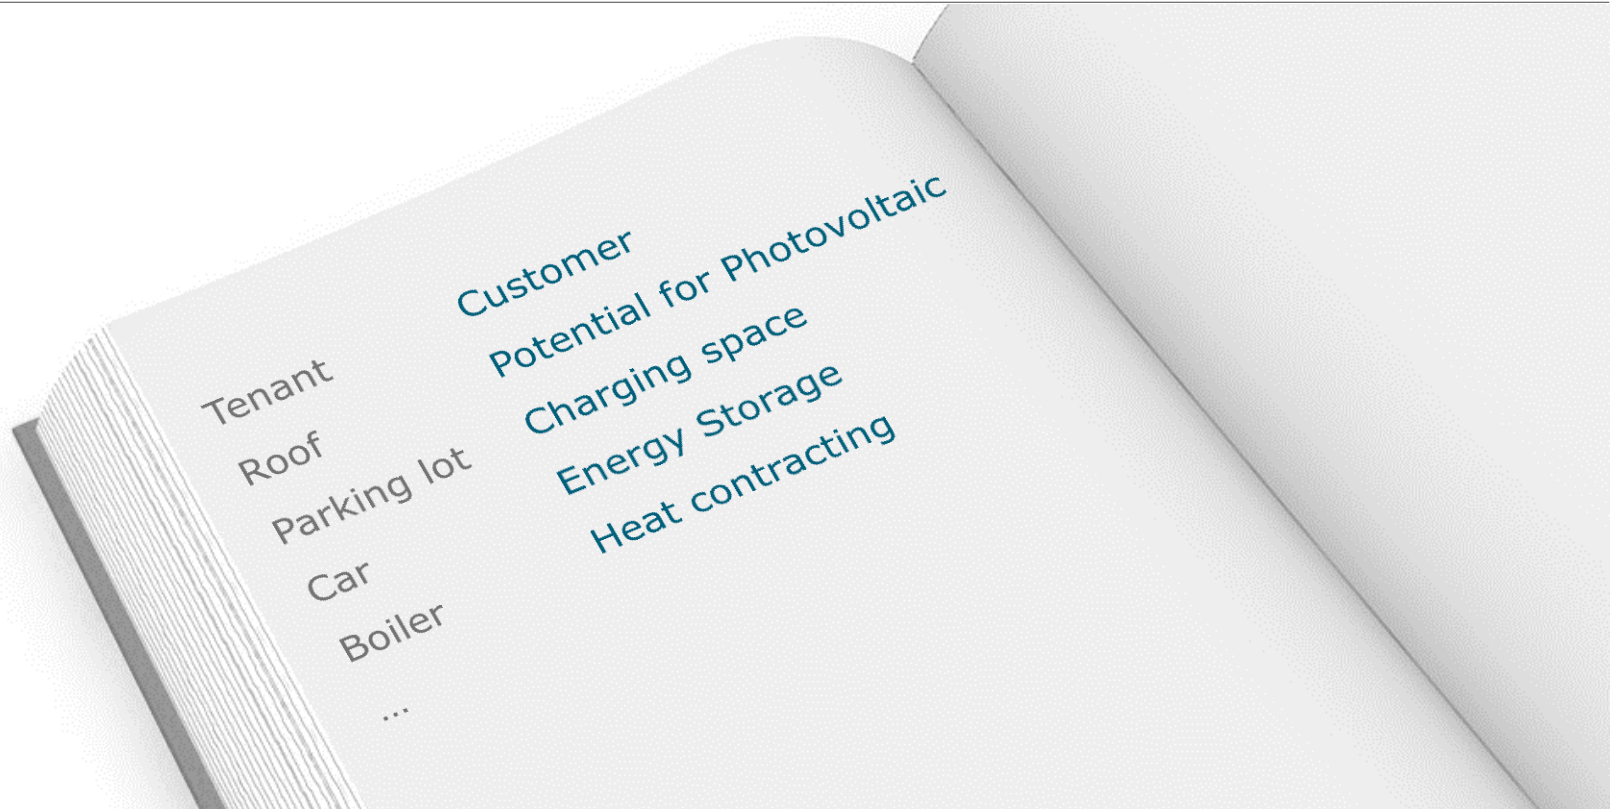 Tenant Customer
Roof Potential for Photovoltaic
Parking lot Charging space
Car Energy Storage
Boiler Heat contracting
...